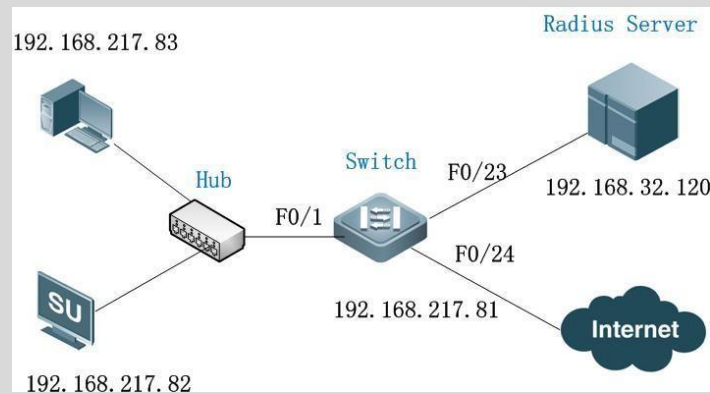 Radius Server
192. 168. 217. 83
Switch
F0/23
Hub
192. 168. 32. 120
F0/1
F0/24
SU
192. 168. 217. 81
Internet
192. 168. 217. 82